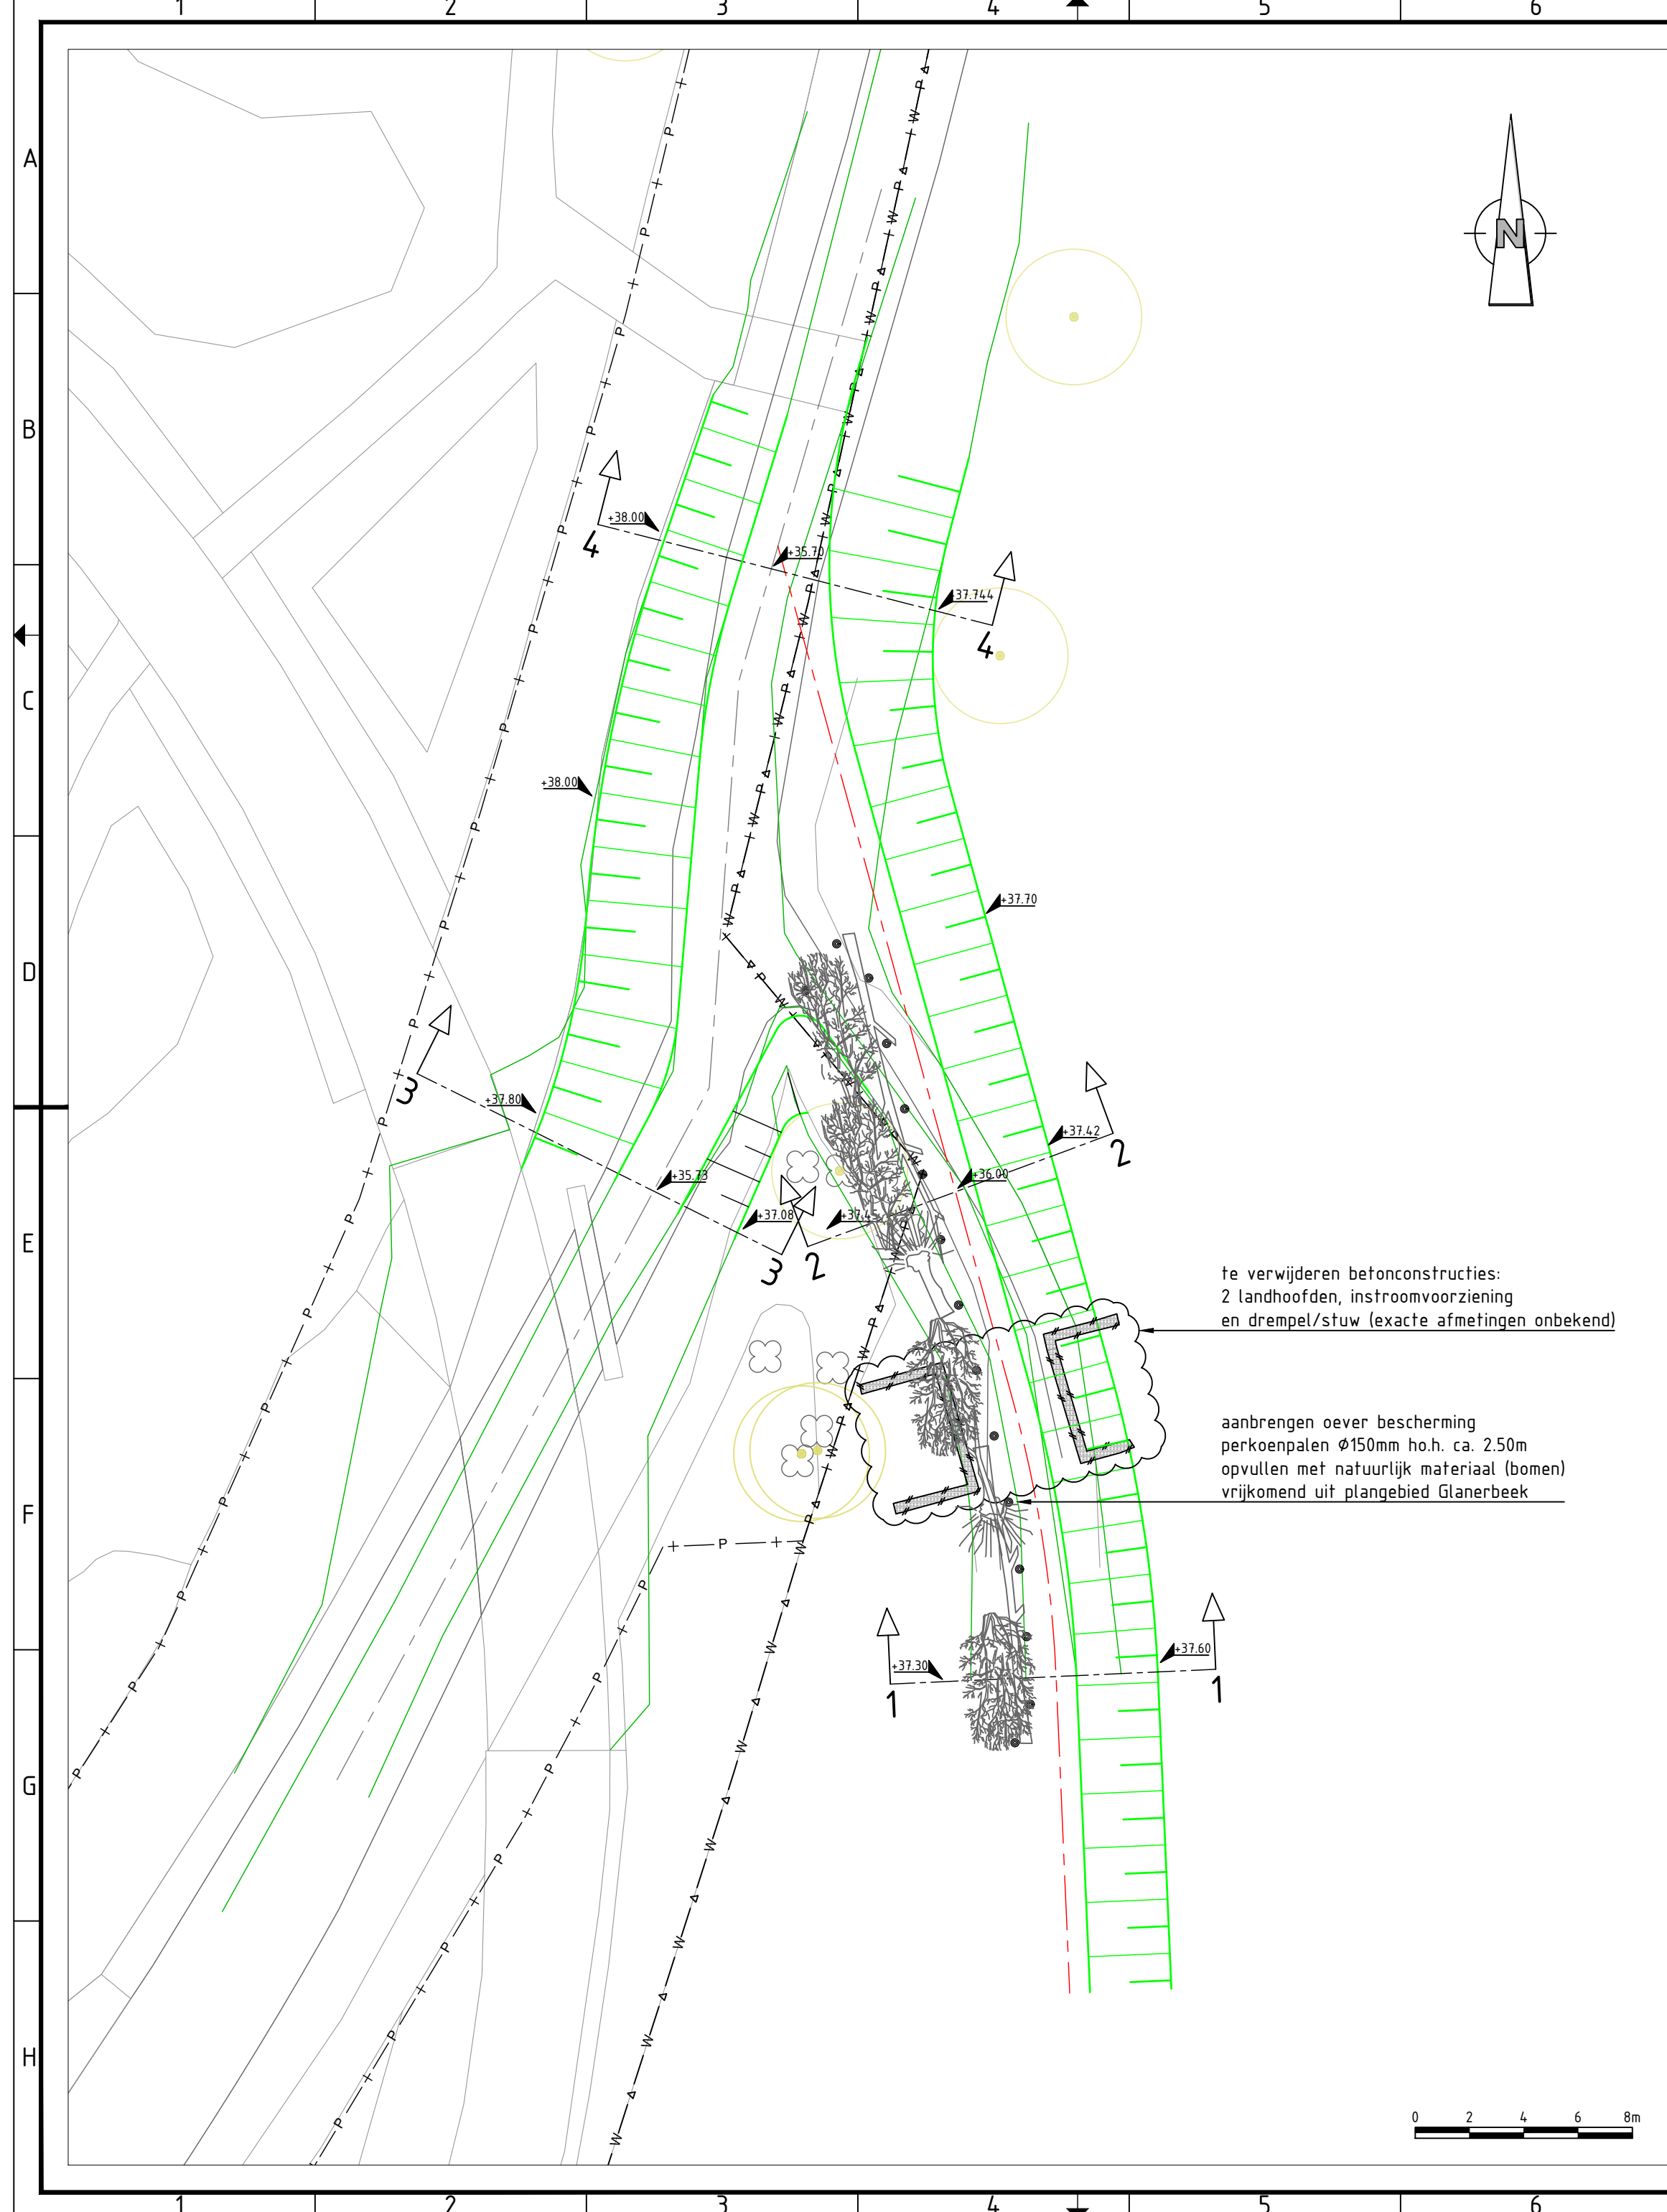 1 2 3 4 5 6
A
N
B
+38.00
4
+35.70
+37.744
4
C
+38.00
+37.70
D
3
+37.80
+37.42
2
+35.73
+36.00
+37.08
E
3
2
te verwijderen betonconstructies:
2 landhoofden, instroomvoorziening
en drempel/stuw (exacte afmetingen onbekend)
aanbrengen oever bescherming
perkoenpalen Ø150mm ho.h. ca. 2.50m
opvullen met natuurlijk materiaal (bomen)
vrijkomend uit plangebied Glanerbeek
F
+37.30
+37.60
1
1
G
H
0 2 4 6 8m
1 2 3 4 5 6